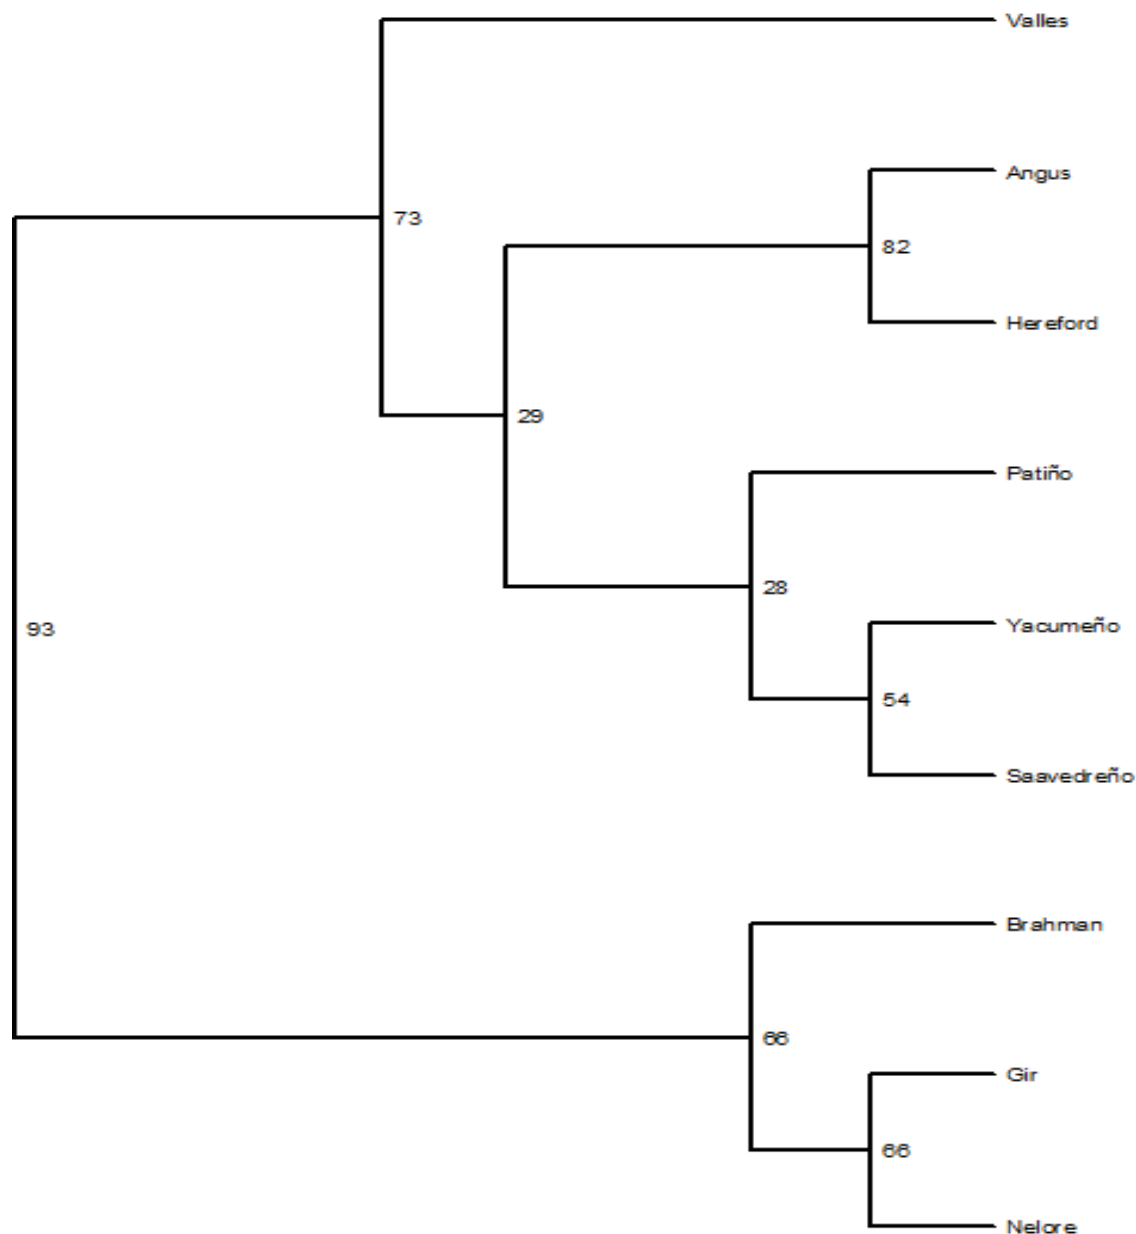 Valles
Angus
73
82
Hereford
29
Patiño
28
Yacumeño
93
54
Saavedreño
Brahman
66
Gir
66
Nelore